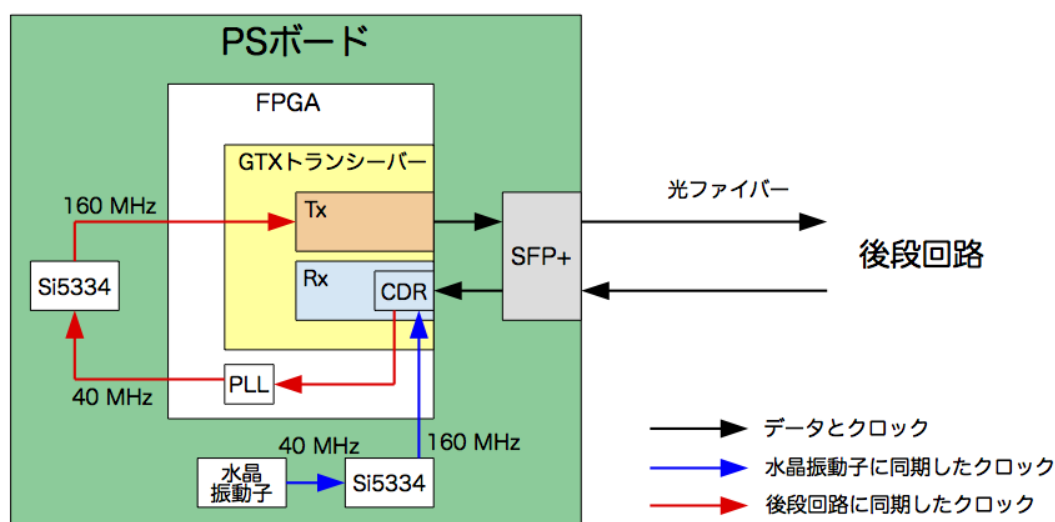 PSボード
FPGA
GTXトランシーバー
160 MHz
Tx
光ファイバー
SFP+
後段回路
Si5334
Rx
CDR
PLL
40 MHz
40 MHz
160 MHz
水晶
振動子
Si5334
データとクロック
水晶振動子に同期したクロック
後段回路に同期したクロック